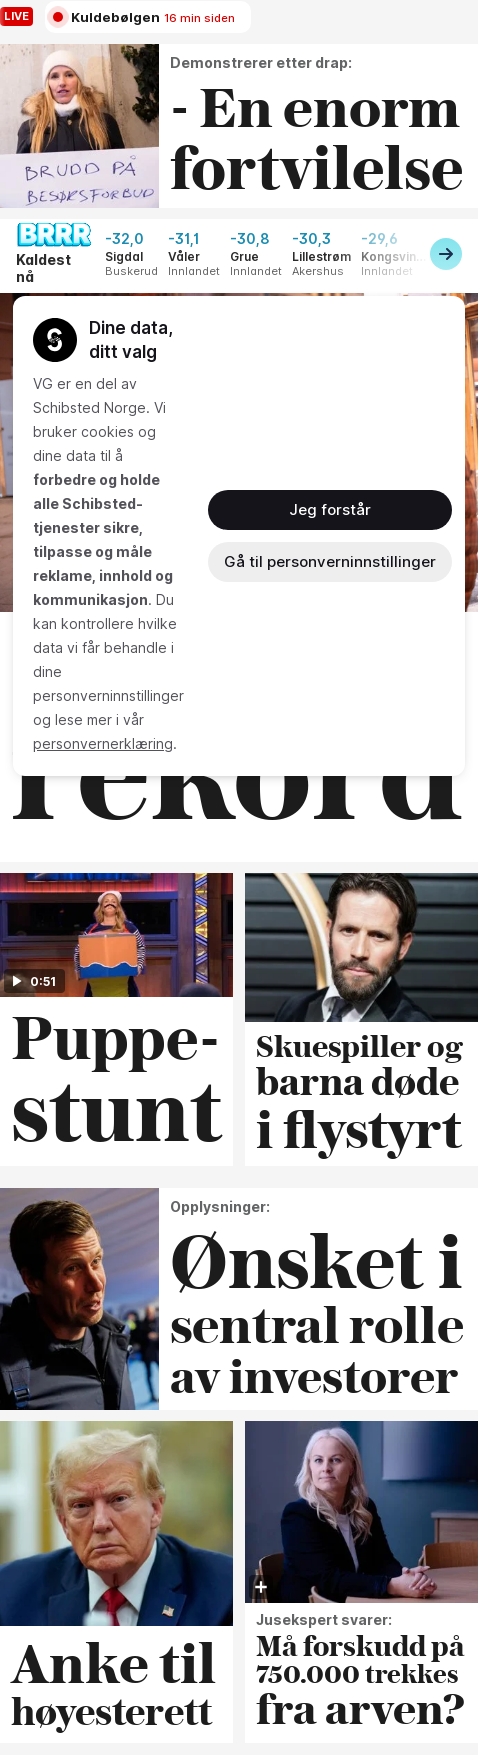 LIVE
Kuldebølgen 16 min siden
Demonstrerer etter drap:
- En enorm
fortvilelse
BRUDD PÅ
BESØKSFORBUD
BRRR
Kaldest
nå
-32,0
Sigdal
Buskerud
-31,1
Våler
Innlandet
-30,8
Grue
Innlandet
-30,3
Lillestrøm
Akershus
-29,6
Kongsvin...
Innlandet
Dine data,
ditt valg
VG er en del av
Schibsted Norge. Vi
bruker cookies og
dine data til å
forbedre og holde
alle Schibsted-
tjenester sikre,
tilpasse og måle
reklame, innhold og
kommunikasjon. Du
kan kontrollere hvilke
data vi får behandle i
dine
personverninnstillinger
og lese mer i vår
personvernerklæring.
Jeg forstår
Gå til personverninnstillinger
rekord
0:51
Puppe-
stunt
Skuespiller og
barna døde
i flystyrt
Opplysninger:
Ønsket i
sentral rolle
av investorer
Anke til
høyesterett
Jusekspert svarer:
Må forskudd på
750.000 trekkes
fra arven?